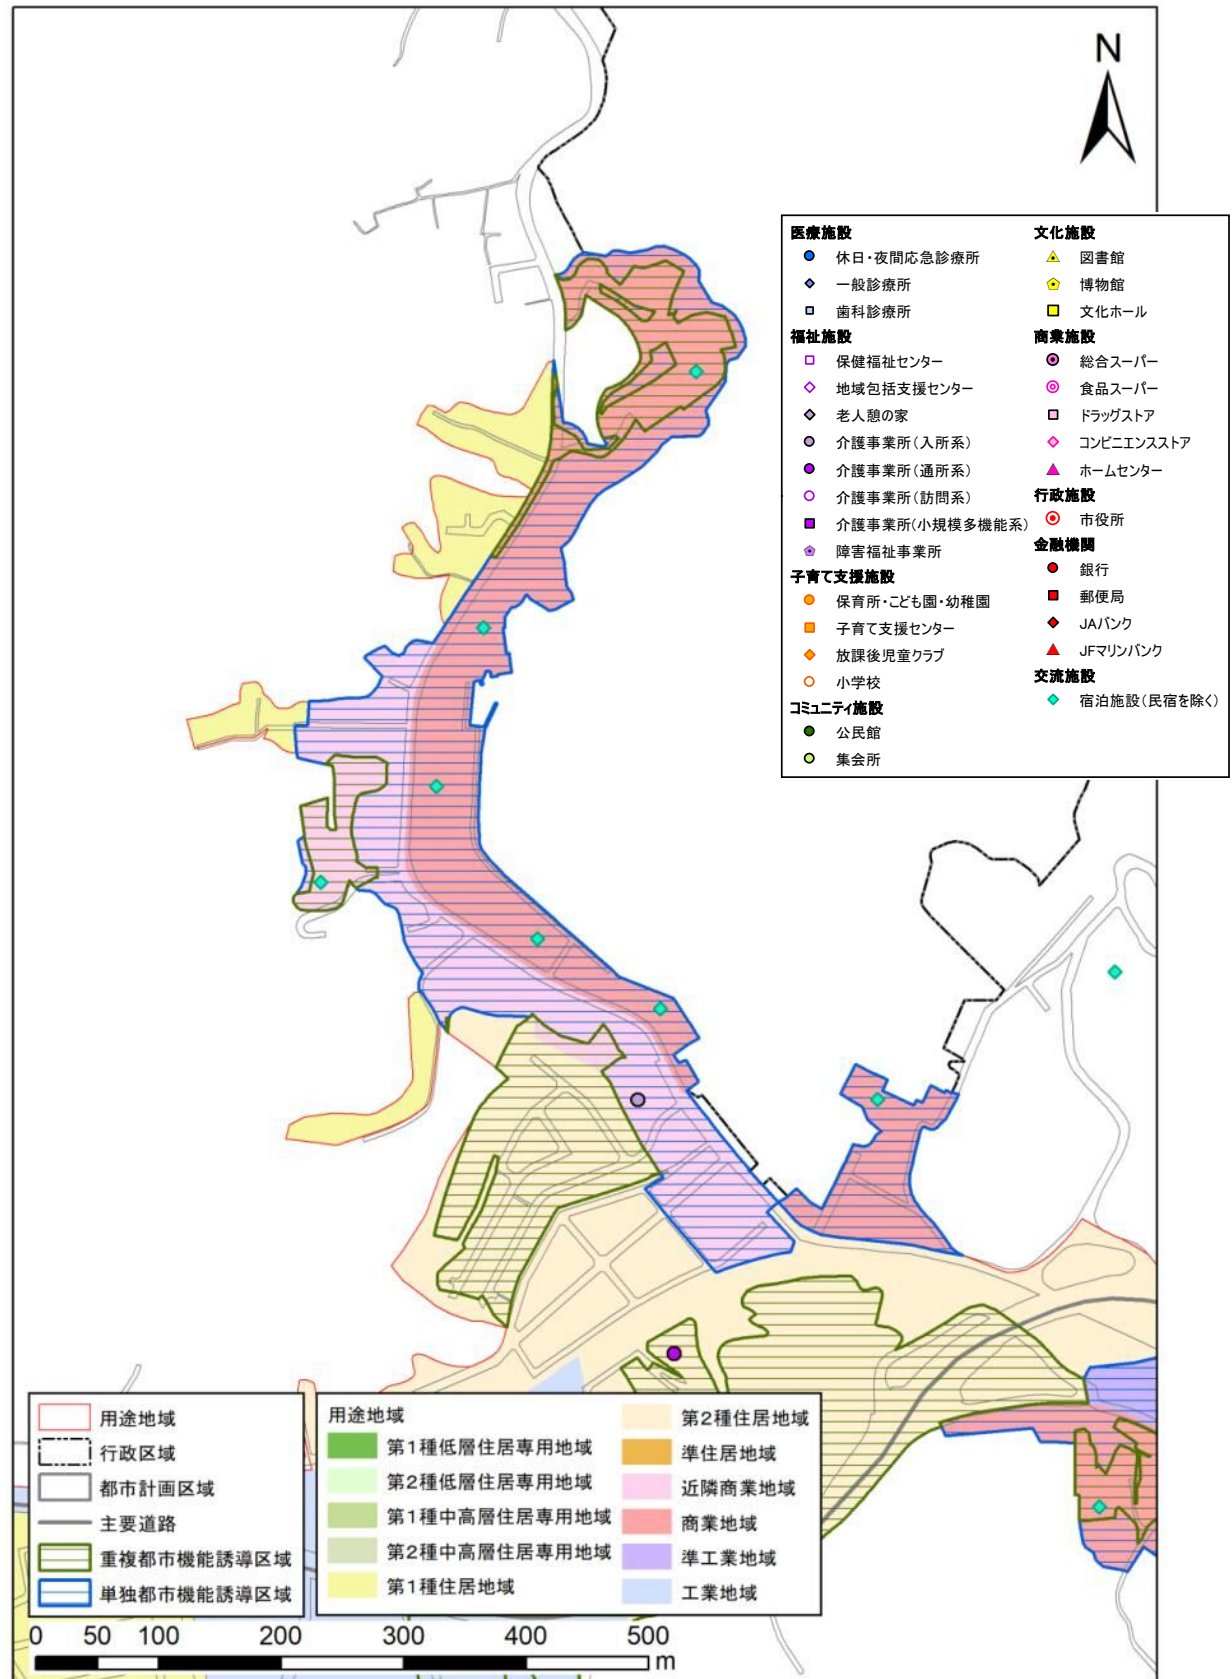 N
医療施設
休日・夜間応急診療所
一般診療所
歯科診療所
福祉施設
保健福祉センター
地域包括支援センター
老人憩の家
介護事業所(入所系)
介護事業所(通所系)
介護事業所(訪問系)
介護事業所(小規模多機能系)
障害福祉事業所
子育て支援施設
保育所・こども園・幼稚園
子育て支援センター
放課後児童クラブ
小学校
コミュニティ施設
公民館
集会所
文化施設
図書館
博物館
文化ホール
商業施設
総合スーパー
食品スーパー
ドラッグストア
コンビニエンスストア
ホームセンター
行政施設
市役所
金融機関
銀行
郵便局
JAバンク
JFマリンバンク
交流施設
宿泊施設(民宿を除く)
用途地域
行政区域
都市計画区域
主要道路
重複都市機能誘導区域
単独都市機能誘導区域
用途地域
第1種低層住居専用地域
第2種低層住居専用地域
第1種中高層住居専用地域
第2種中高層住居専用地域
第1種住居地域
第2種住居地域
準住居地域
近隣商業地域
商業地域
準工業地域
工業地域
0 50 100 200 300 400 500
m